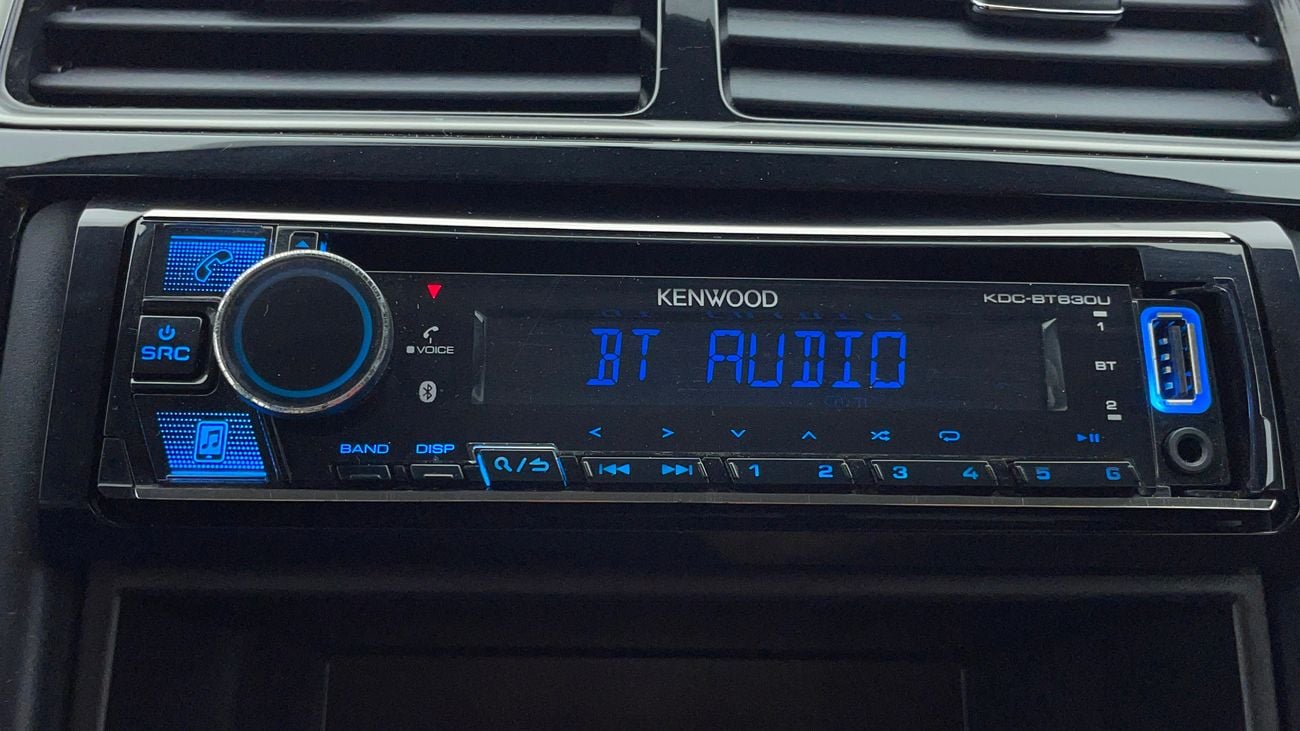 KENWOOD KDC-BT630U
1
SRC
VOICE
BT AUDIO
BT
2
BAND DISP
1 2 3 4 5 6